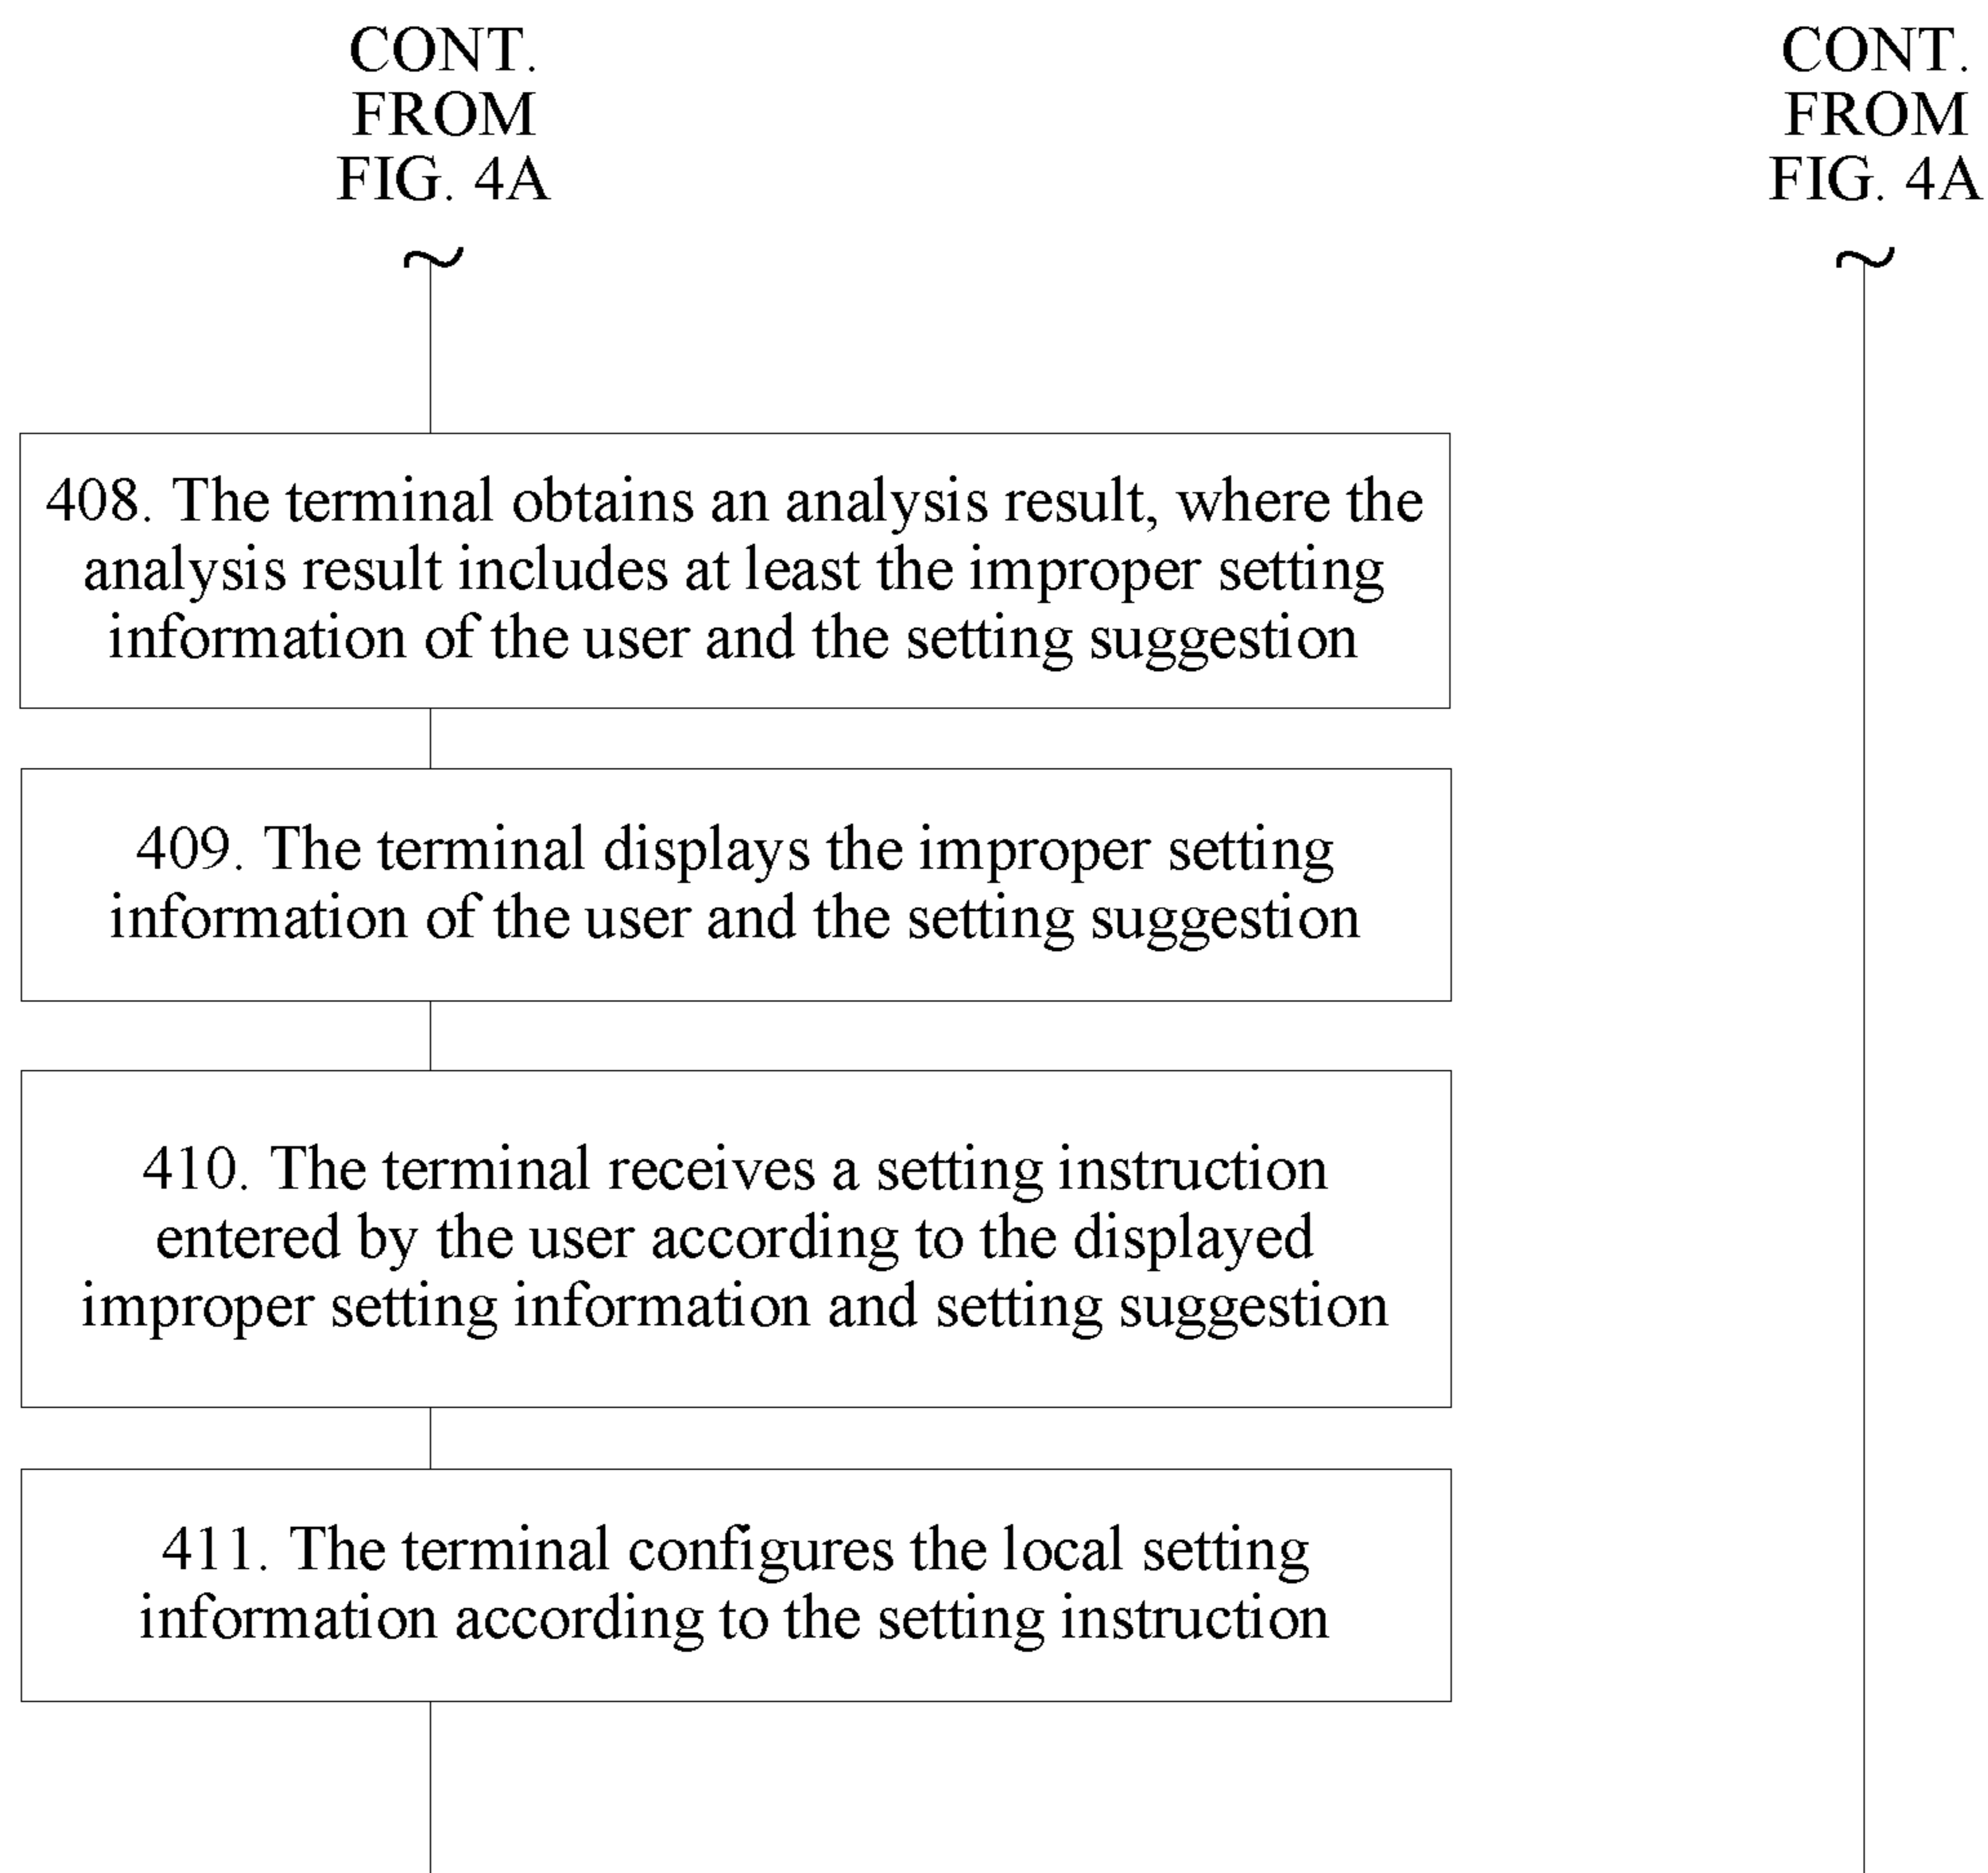 CONT.
FROM
FIG. 4A
CONT.
FROM
FIG. 4A
408. The terminal obtains an analysis result, where the
analysis result includes at least the improper setting
information of the user and the setting suggestion
409. The terminal displays the improper setting
information of the user and the setting suggestion
410. The terminal receives a setting instruction
entered by the user according to the displayed
improper setting information and setting suggestion
411. The terminal configures the local setting
information according to the setting instruction